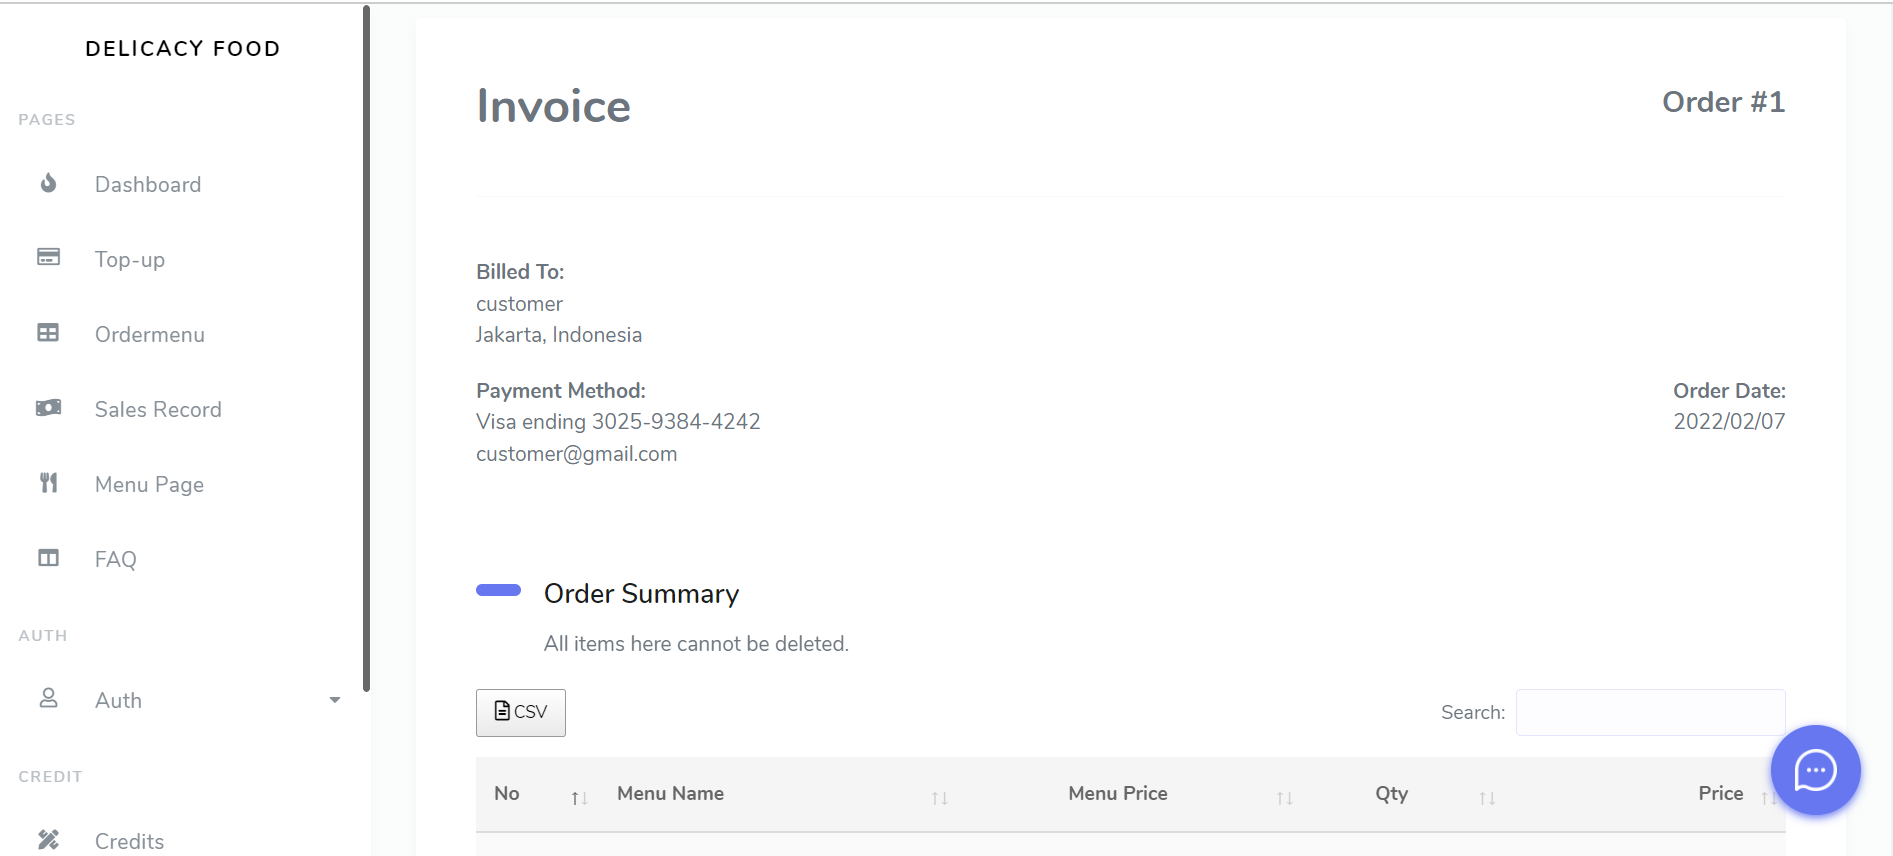 DELICACY FOOD
PAGES
Dashboard
Top-up
Ordermenu
Sales Record
Menu Page
FAQ
AUTH
Auth
CREDIT
Credits
Invoice
Order #1
Billed To:
customer
Jakarta, Indonesia
Payment Method:
Visa ending 3025-9384-4242
customer@gmail.com
Order Date:
2022/02/07
Order Summary
All items here cannot be deleted.
CSV
Search:
No Menu Name Menu Price Qty Price